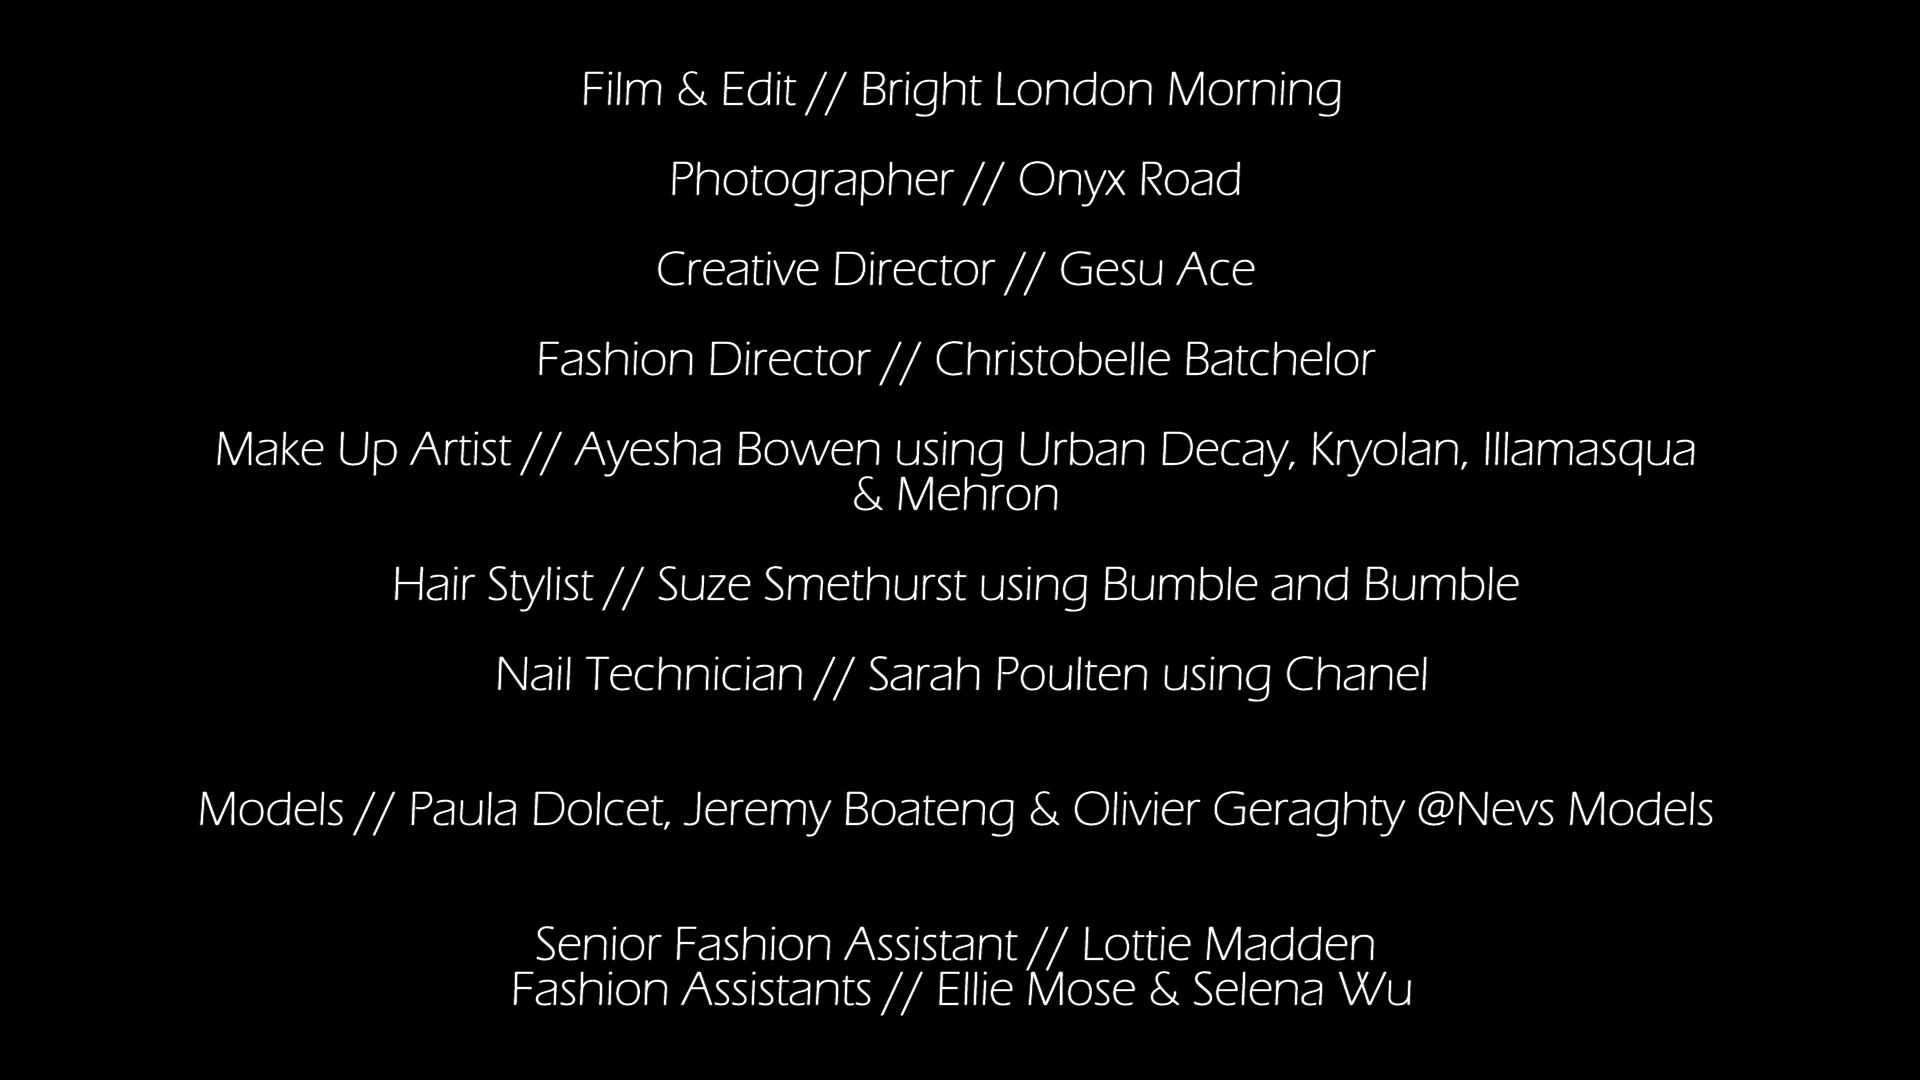 Film & Edit // Bright London Morning
Photographer // Onyx Road
Creative Director // Gesu Ace
Fashion Director // Christobelle Batchelor
Make Up Artist // Ayesha Bowen using Urban Decay, Kryolan, Illamasqua
& Mehron
Hair Stylist // Suze Smethurst using Bumble and Bumble
Nail Technician // Sarah Poulten using Chanel
Models // Paula Dolcet, Jeremy Boateng & Olivier Geraghty @Nevs Models
Senior Fashion Assistant // Lottie Madden
Fashion Assistants // Ellie Mose & Selena Wu